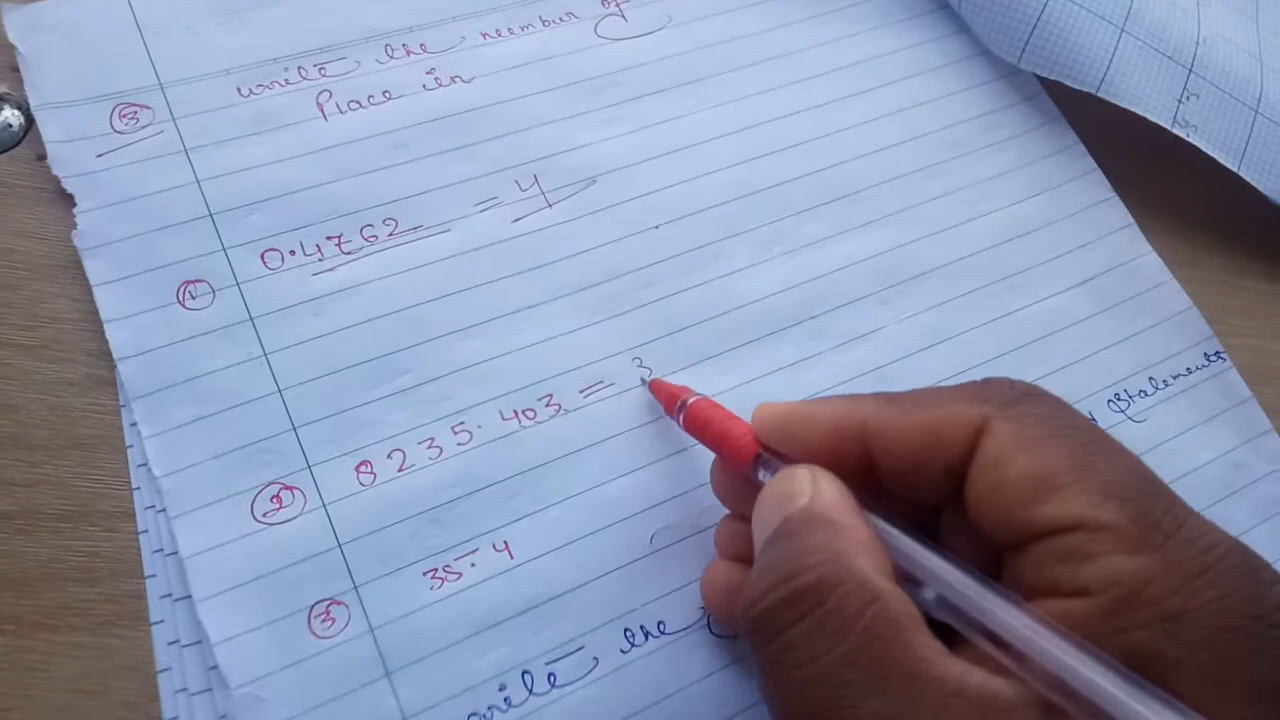 ③ write the neember of
Place in
① 0.4762 = 4
② 8235.403 = 3
③ 35.4
write the
Statements